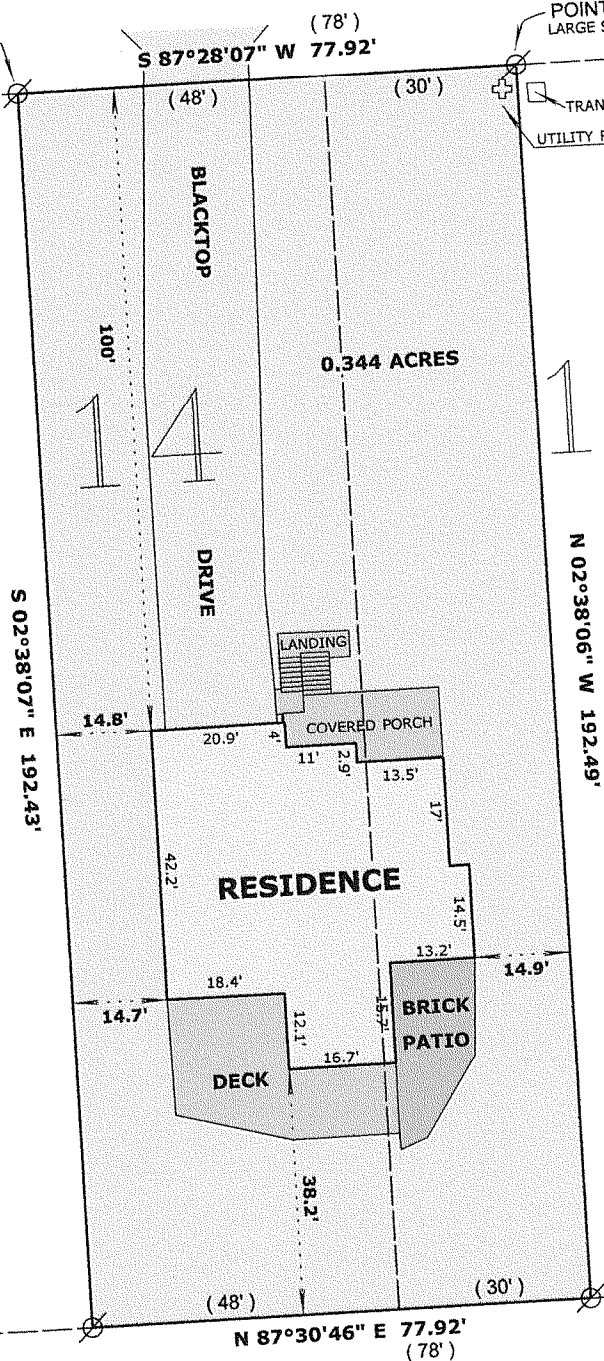 ( 78' )
S 87°28'07" W 77.92'
POINT
LARGE S
( 48' )
( 30' )
TRAN
UTILITY P
BLACKTOP
100'
0.344 ACRES
14
1
DRIVE
S 02°38'07" E 192.43'
N 02°38'06" W 192.49'
LANDING
14.8'
20.9'
4'
COVERED PORCH
11'
2.9'
13.5'
17'
42.2'
RESIDENCE
14.5'
13.2'
14.9'
18.4'
14.7'
12.1'
15.7'
BRICK
PATIO
16.7'
DECK
38.2'
( 48' )
( 30' )
N 87°30'46" E 77.92'
( 78' )